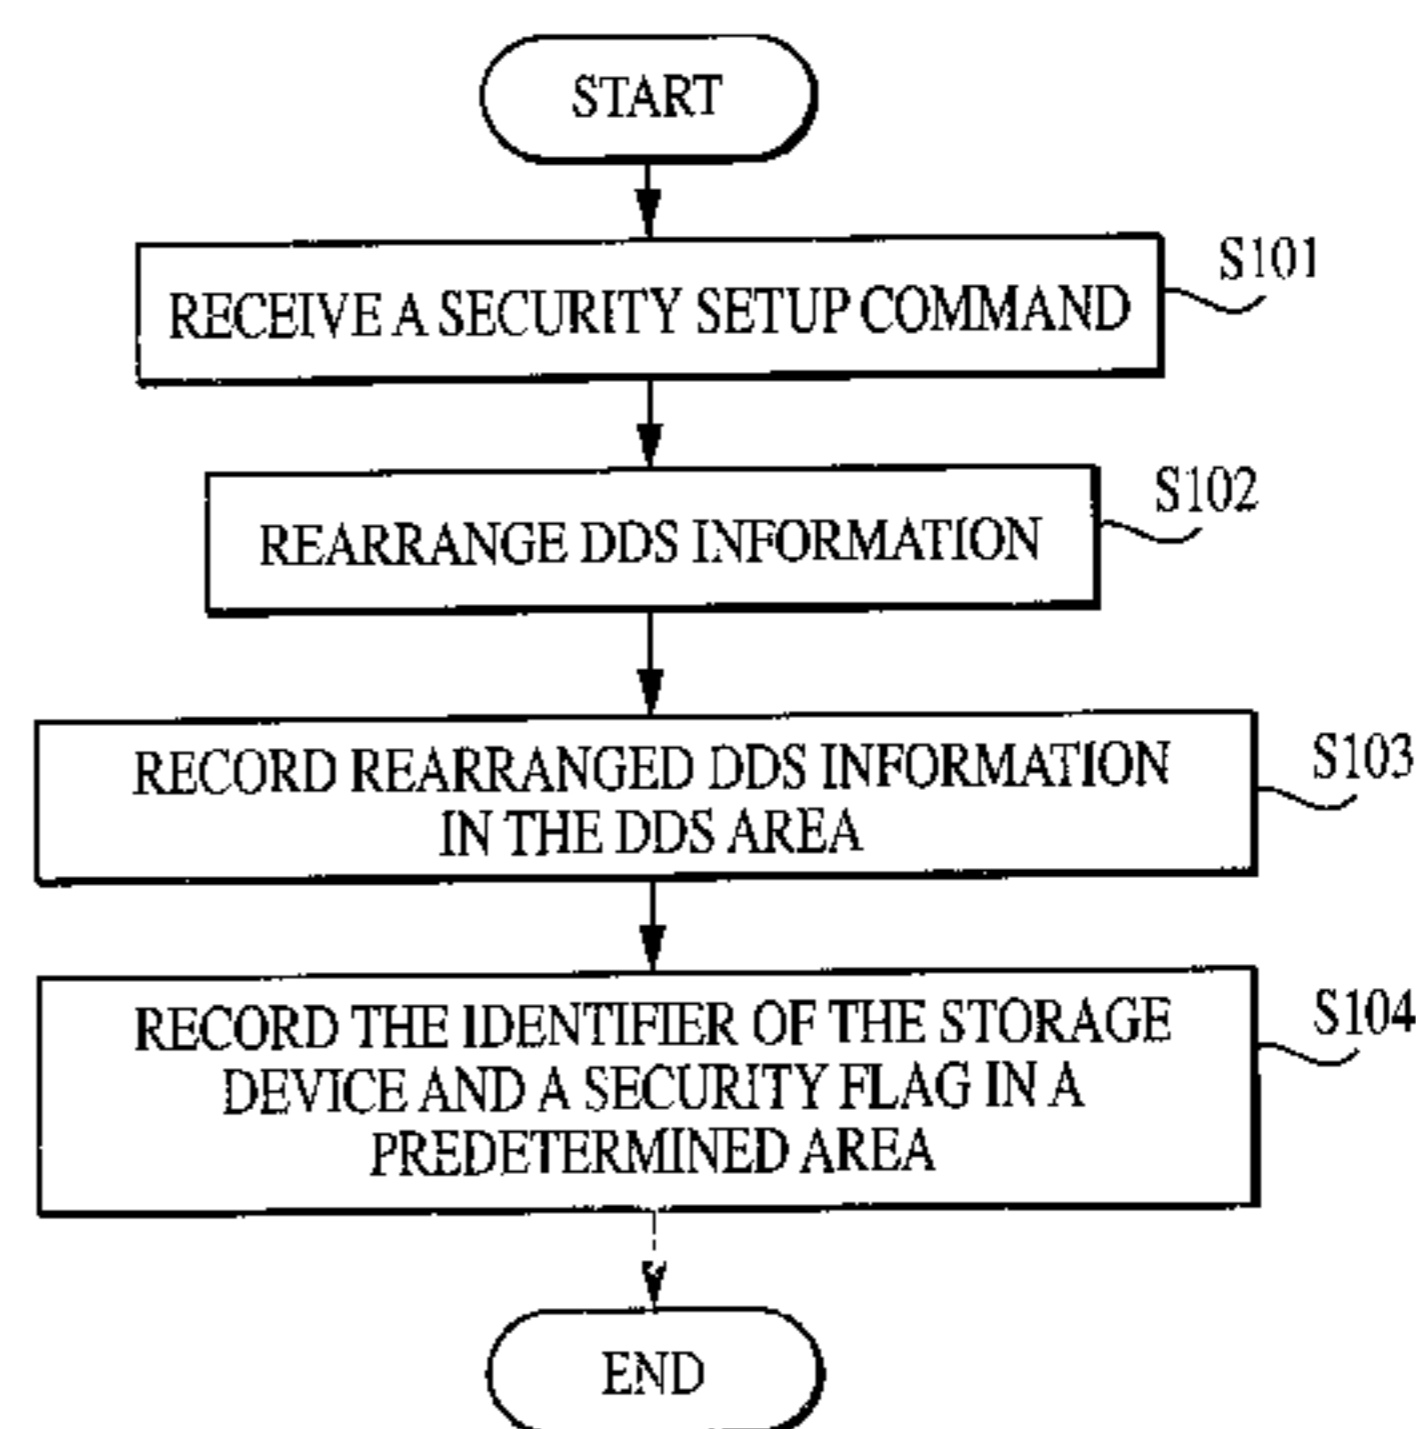 START
S101
RECEIVE A SECURITY SETUP COMMAND
S102
REARRANGE DDS INFORMATION
S103
RECORD REARRANGED DDS INFORMATION
IN THE DDS AREA
S104
RECORD THE IDENTIFIER OF THE STORAGE
DEVICE AND A SECURITY FLAG IN A
PREDETERMINED AREA
END